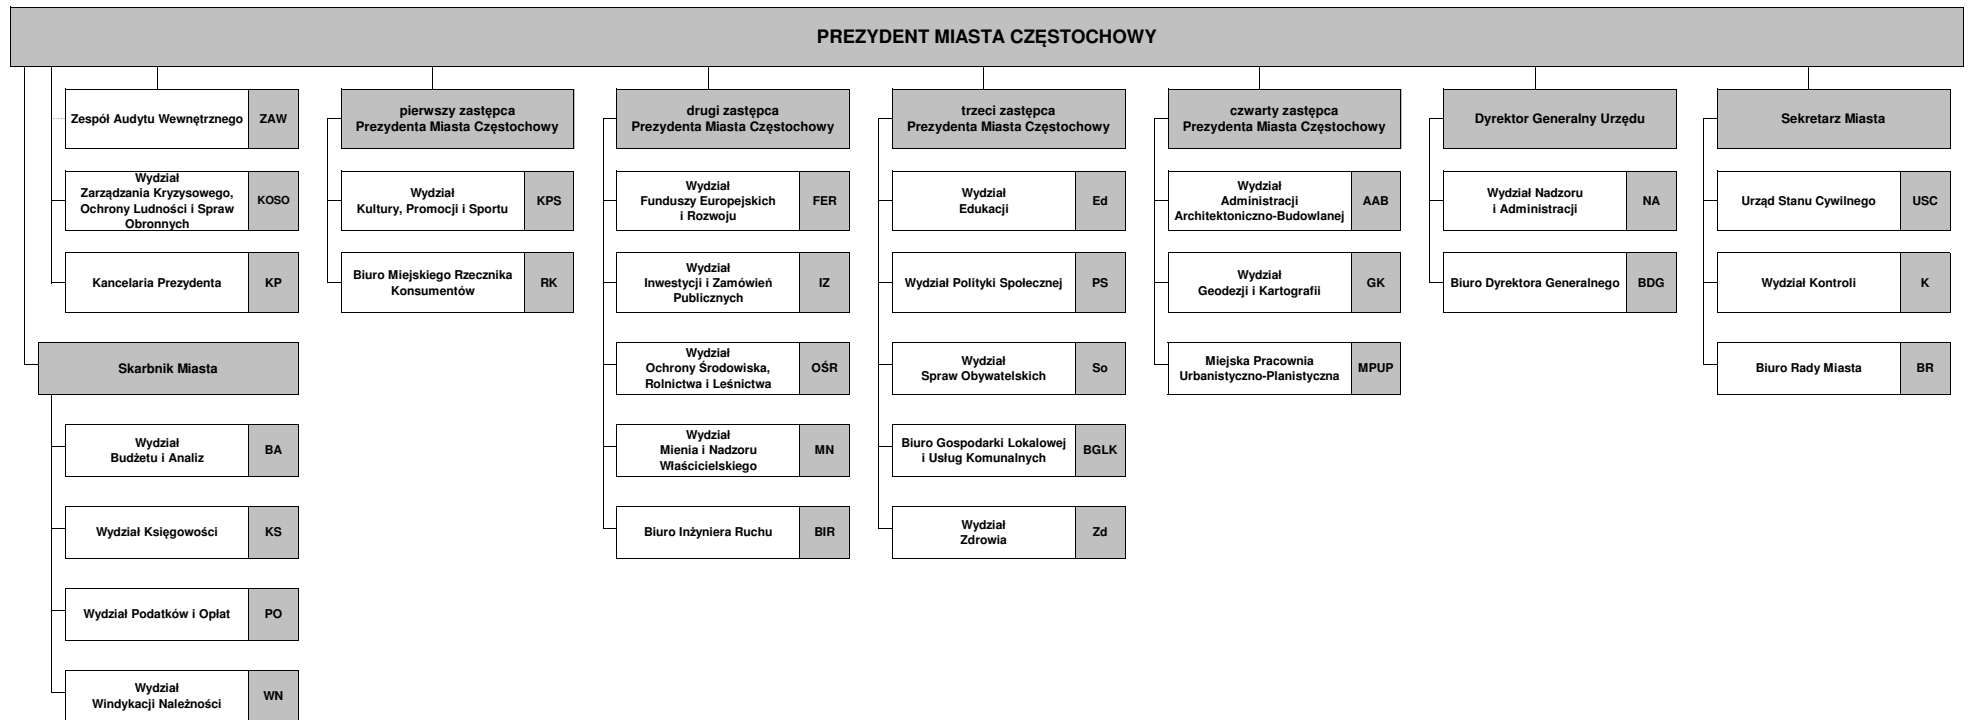 PREZYDENT MIASTA CZĘSTOCHOWY
Zespół Audytu Wewnętrznego
ZAW
Wydział
Zarządzania Kryzysowego,
Ochrony Ludności i Spraw
Obronnych
KOSO
Kancelaria Prezydenta
KP
Skarbnik Miasta
Wydział
Budżetu i Analiz
BA
Wydział Księgowości
KS
Wydział Podatków i Opłat
PO
Wydział
Windykacji Należności
WN
pierwszy zastępca
Prezydenta Miasta Częstochowy
Wydział
Kultury, Promocji i Sportu
KPS
Biuro Miejskiego Rzecznika
Konsumentów
RK
drugi zastępca
Prezydenta Miasta Częstochowy
Wydział
Funduszy Europejskich
i Rozwoju
FER
Wydział
Inwestycji i Zamówień
Publicznych
IZ
Wydział
Ochrony Środowiska,
Rolnictwa i Leśnictwa
OŚR
Wydział
Mienia i Nadzoru
Właścicielskiego
MN
Biuro Inżyniera Ruchu
BIR
trzeci zastępca
Prezydenta Miasta Częstochowy
Wydział
Edukacji
Ed
Wydział Polityki Społecznej
PS
Wydział
Spraw Obywatelskich
So
Biuro Gospodarki Lokalowej
i Usług Komunalnych
BGLK
Wydział
Zdrowia
Zd
czwarty zastępca
Prezydenta Miasta Częstochowy
Wydział
Administracji
Architektoniczno-Budowlanej
AAB
Wydział
Geodezji i Kartografii
GK
Miejska Pracownia
Urbanistyczno-Planistyczna
MPUP
Dyrektor Generalny Urzędu
Wydział Nadzoru
i Administracji
NA
Biuro Dyrektora Generalnego
BDG
Sekretarz Miasta
Urząd Stanu Cywilnego
USC
Wydział Kontroli
K
Biuro Rady Miasta
BR